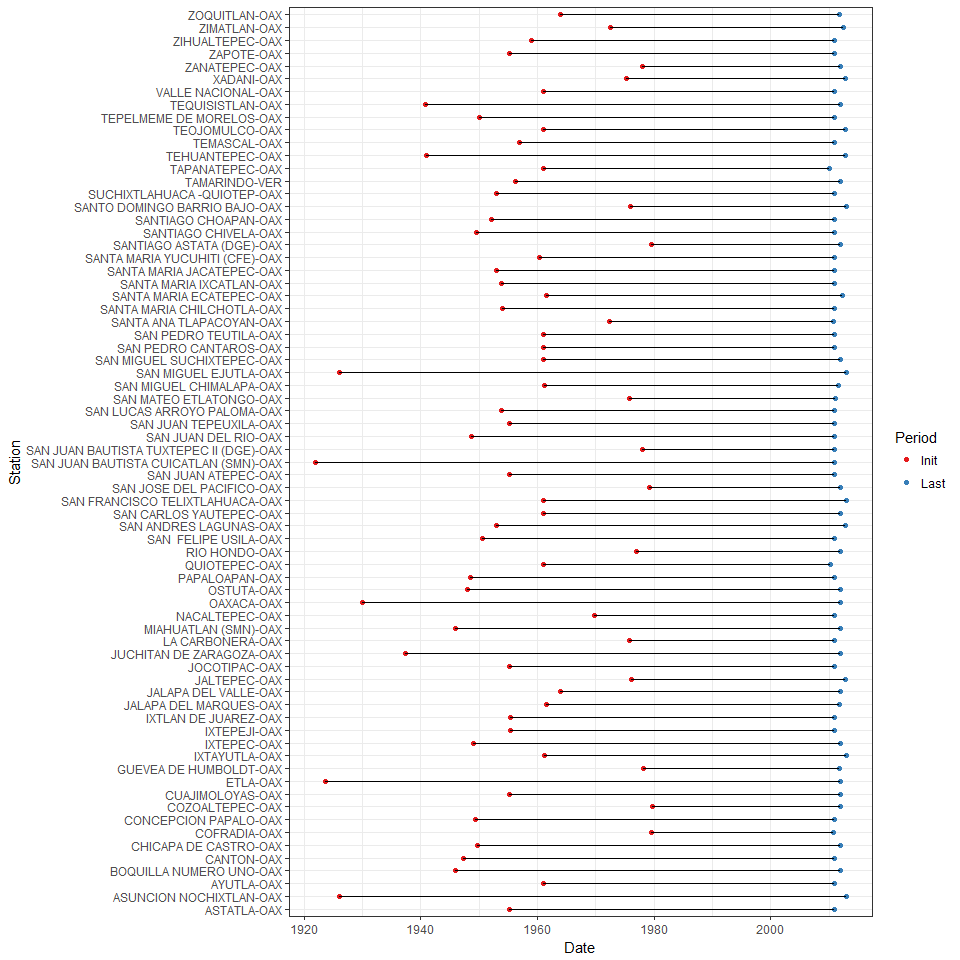 ZOQUITLAN-OAX
ZIMATLAN-OAX
ZIHUALTEPEC-OAX
ZAPOTE-OAX
ZANATEPEC-OAX
XADANI-OAX
VALLE NACIONAL-OAX
TEQUISISTLAN-OAX
TEPELMEME DE MORELOS-OAX
TEOJOMULCO-OAX
TEMASCAL-OAX
TEHUANTEPEC-OAX
TAPANATEPEC-OAX
TAMARINDO-VER
SUCHIXTLAHUACA -QUIOTEP-OAX
SANTO DOMINGO BARRIO BAJO-OAX
SANTIAGO CHOAPAN-OAX
SANTIAGO CHIVELA-OAX
SANTIAGO ASTATA (DGE)-OAX
SANTA MARIA YUCUHITI (CFE)-OAX
SANTA MARIA JACATEPEC-OAX
SANTA MARIA IXCATLAN-OAX
SANTA MARIA ECATEPEC-OAX
SANTA MARIA CHILCHOTLA-OAX
SANTA ANA TLAPACOYAN-OAX
SAN PEDRO TEUTILA-OAX
SAN PEDRO CANTAROS-OAX
SAN MIGUEL SUCHIXTEPEC-OAX
SAN MIGUEL EJUTLA-OAX
SAN MIGUEL CHIMALAPA-OAX
SAN MATEO ETLATONGO-OAX
SAN LUCAS ARROYO PALOMA-OAX
SAN JUAN TEPEUXILA-OAX
SAN JUAN DEL RIO-OAX
SAN JUAN BAUTISTA TUXTEPEC II (DGE)-OAX
SAN JUAN BAUTISTA CUICATLAN (SMN)-OAX
SAN JUAN ATEPEC-OAX
SAN JOSE DEL PACIFICO-OAX
SAN FRANCISCO TELIXTLAHUACA-OAX
SAN CARLOS YAUTEPEC-OAX
SAN ANDRES LAGUNAS-OAX
SAN  FELIPE USILA-OAX
RIO HONDO-OAX
QUIOTEPEC-OAX
PAPALOAPAN-OAX
OSTUTA-OAX
OAXACA-OAX
NACALTEPEC-OAX
MIAHUATLAN (SMN)-OAX
LA CARBONERA-OAX
JUCHITAN DE ZARAGOZA-OAX
JOCOTIPAC-OAX
JALTEPEC-OAX
JALAPA DEL VALLE-OAX
JALAPA DEL MARQUES-OAX
IXTLAN DE JUAREZ-OAX
IXTEPEJI-OAX
IXTEPEC-OAX
IXTAYUTLA-OAX
GUEVEA DE HUMBOLDT-OAX
ETLA-OAX
CUAJIMOLOYAS-OAX
COZOALTEPEC-OAX
CONCEPCION PAPALO-OAX
COFRADIA-OAX
CHICAPA DE CASTRO-OAX
CANTON-OAX
BOQUILLA NUMERO UNO-OAX
AYUTLA-OAX
ASUNCION NOCHIXTLAN-OAX
ASTATLA-OAX
Station
1920 1940 1960 1980 2000
Date
Period
Init
Last